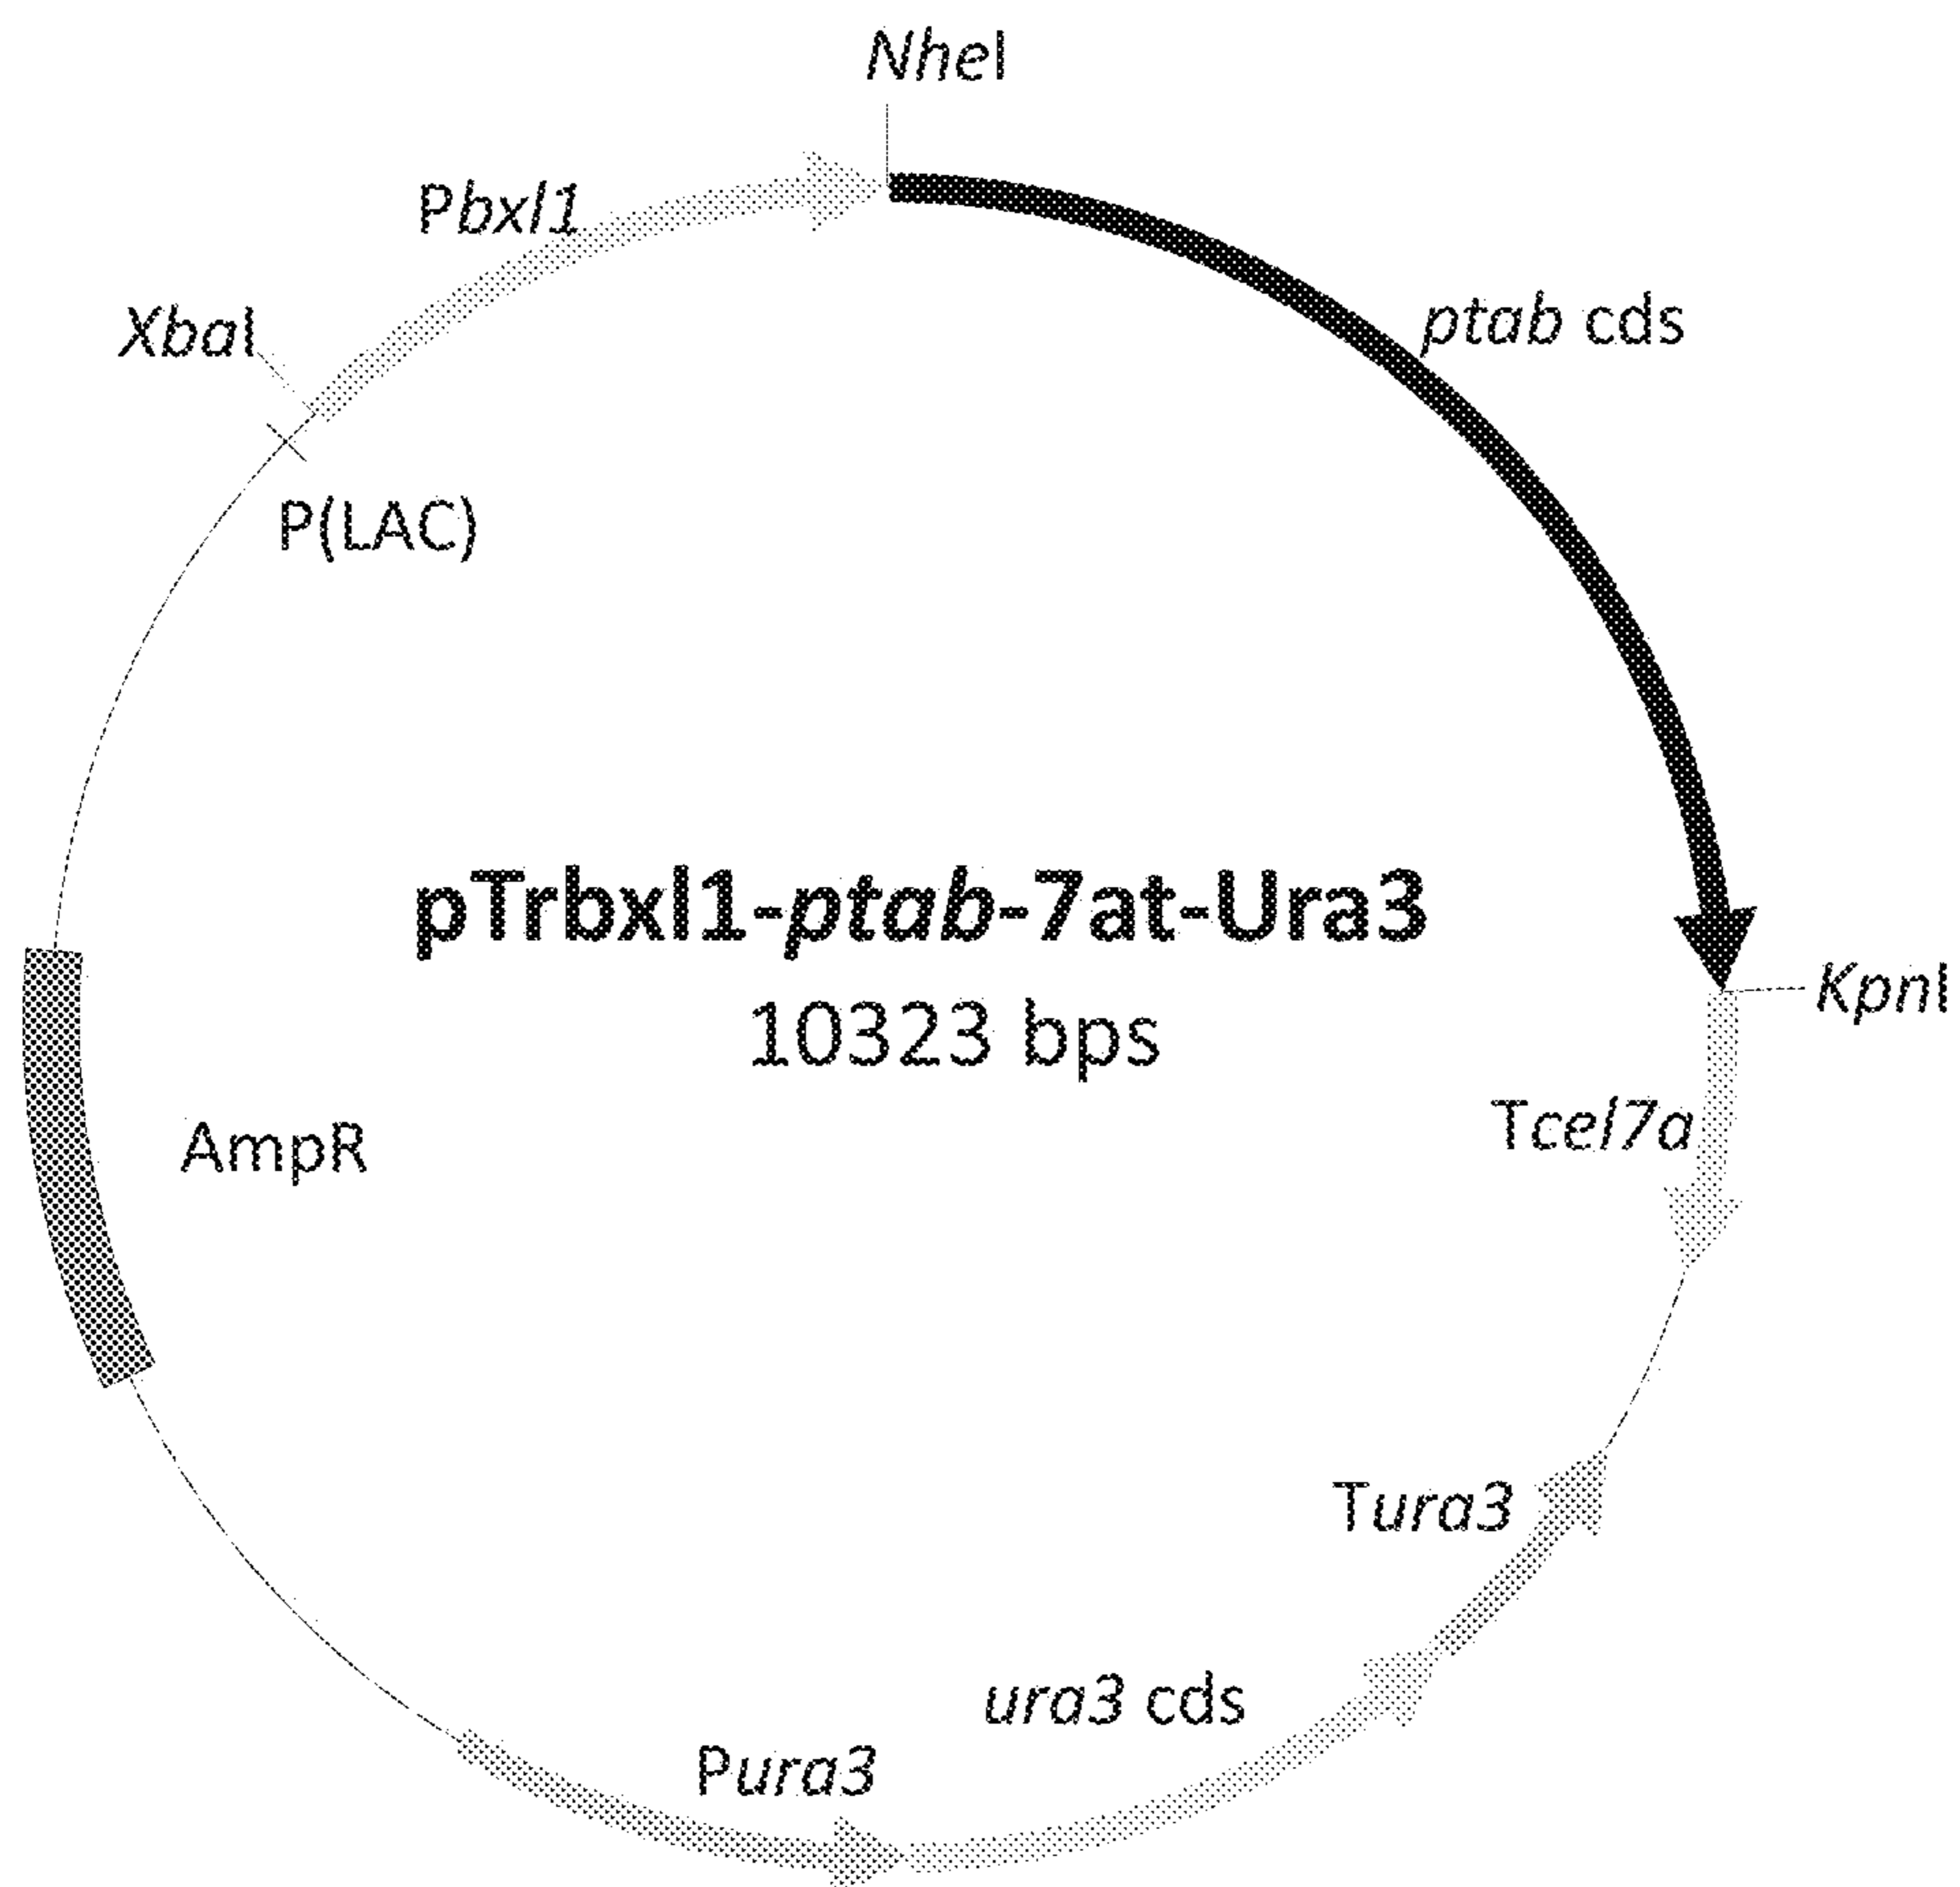 NheI
Pbxl1
XbaI
ptab cds
P(LAC)
pTrbxl1-ptab-7at-Ura3
10323 bps
KpnI
Tcel7a
AmpR
Tura3
ura3 cds
Pura3